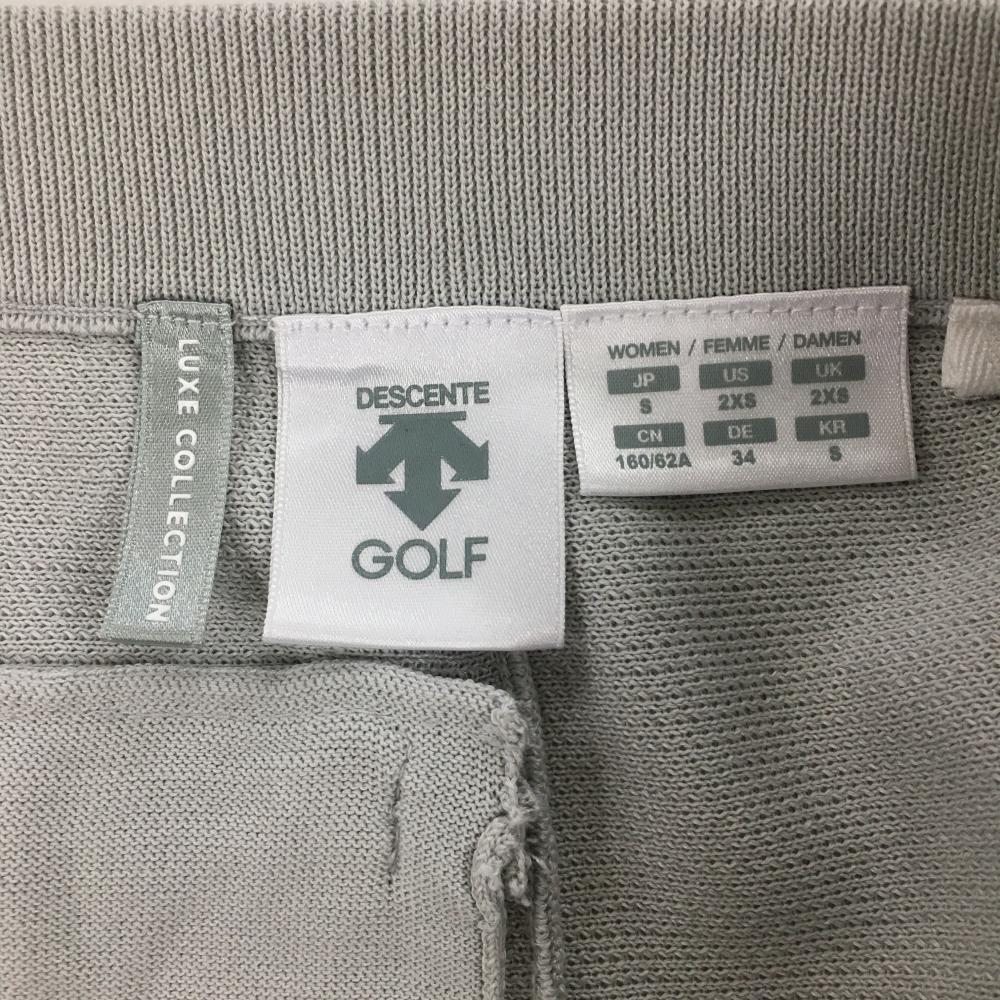 LUXE COLLECTION
DESCENTE
GOLF
WOMEN / FEMME / DAMEN
JP US UK
S 2XS 2XS
CN DE KR
160/62A 34 S